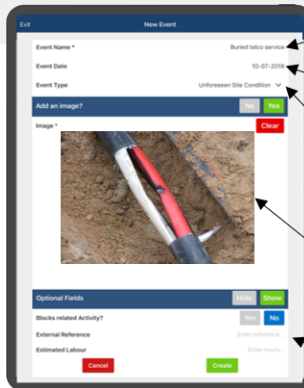 Exit New Event
Event Name * Buried telco service
Event Date 10-07-2018
Event Type Unforeseen Site Condition
Add an image? No Yes
Image * Clear
Optional Fields Hide Show
Blocks related Activity? Yes No
External Reference Enter reference...
Estimated Labour Enter hours...
Cancel Create